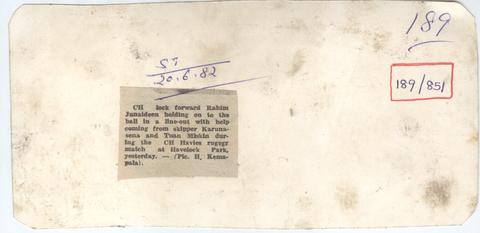 189
ST
20.6.82
189/851
CH lock forward Rahim
Junaideen holding on to the
ball in a line-out with help
coming from skipper Karuna-
sena and Tuan Miskin dur-
ing the CH Havies rugger
match at Havelock Park,
yesterday. — (Pic. H. Kema-
pala).